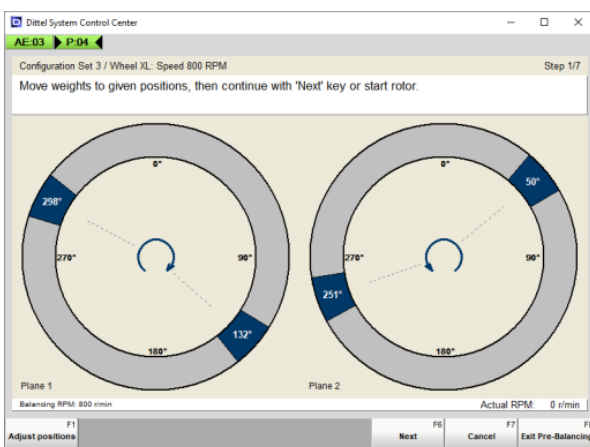 Dittel System Control Center
AE:03 P:04
Configuration Set 3 / Wheel XL: Speed 800 RPM Step 1/7
Move weights to given positions, then continue with 'Next' key or start rotor.
0°
298°
270° 90°
132°
180°
Plane 1
0°
50°
270° 90°
251°
180°
Plane 2
Balancing RPM: 800 r/min Actual RPM: 0 r/min
F1 F6 F7
Adjust positions Next Cancel Exit Pre-Balancing